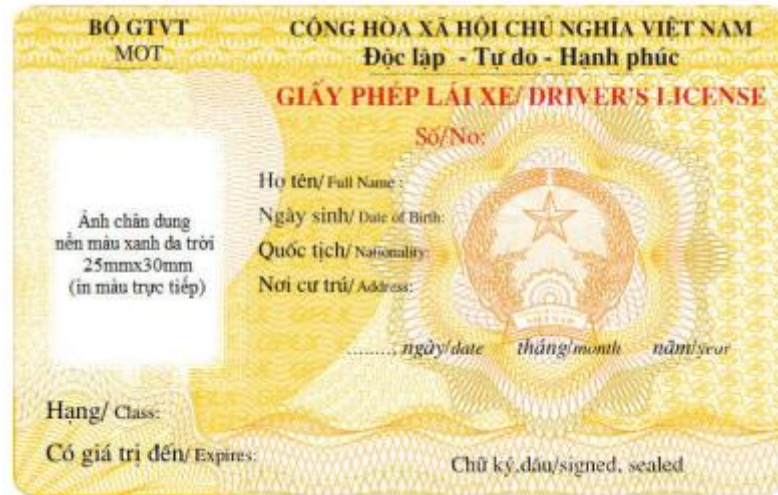 BỘ GTVT
MOT
CỘNG HÒA XÃ HỘI CHỦ NGHĨA VIỆT NAM
Độc lập - Tự do - Hạnh phúc
GIẤY PHÉP LÁI XE/ DRIVER'S LICENSE
Số/No:
Họ tên/ Full Name :
Ngày sinh/ Date of Birth:
Quốc tịch/ Nationality:
Nơi cư trú/ Address:
Ảnh chân dung
nền màu xanh da trời
25mmx30mm
(in màu trực tiếp)
........, ngày/date tháng/month năm/year
Hạng/ Class:
Có giá trị đến/ Expires:
Chữ ký,dấu/signed, sealed